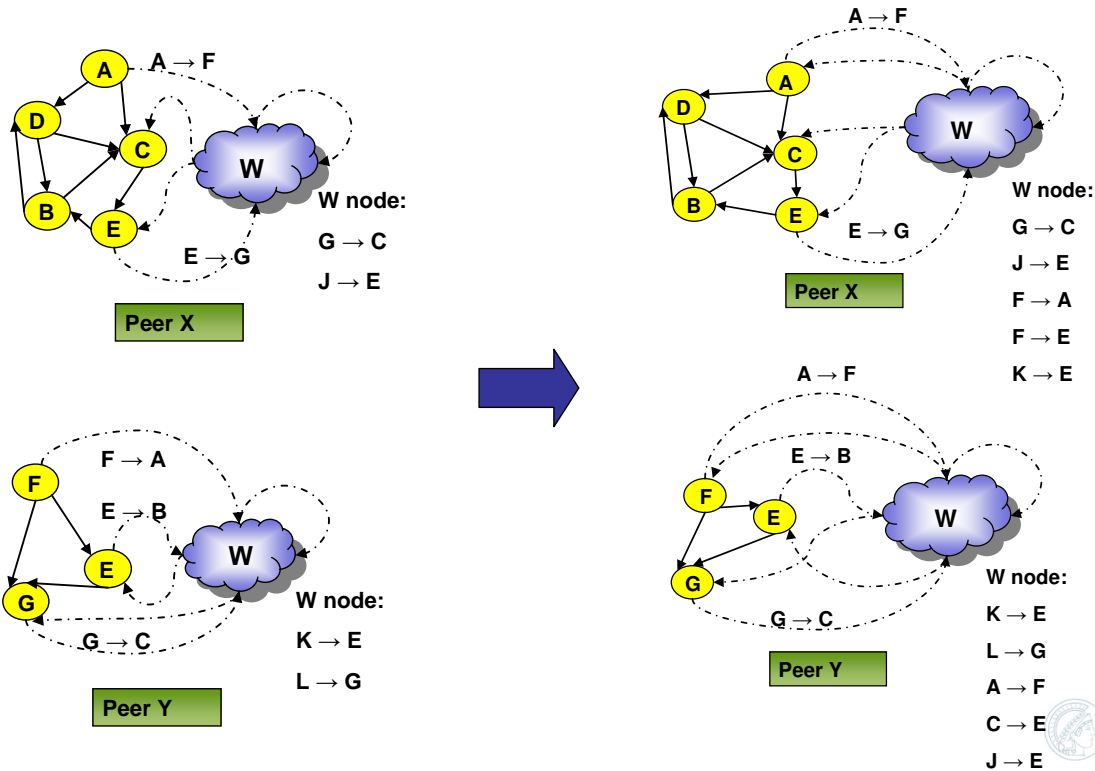 A → F
A
D
C
W
B
E
E → G
W node:
G → C
J → E
Peer X
F → A
F
E → B
W
E
G
G → C
W node:
K → E
L → G
Peer Y
A → F
A
D
W
C
B
E
E → G
W node:
G → C
J → E
F → A
F → E
K → E
Peer X
A → F
E → B
F
E
W
G
G → C
W node:
K → E
L → G
A → F
C → E
J → E
Peer Y